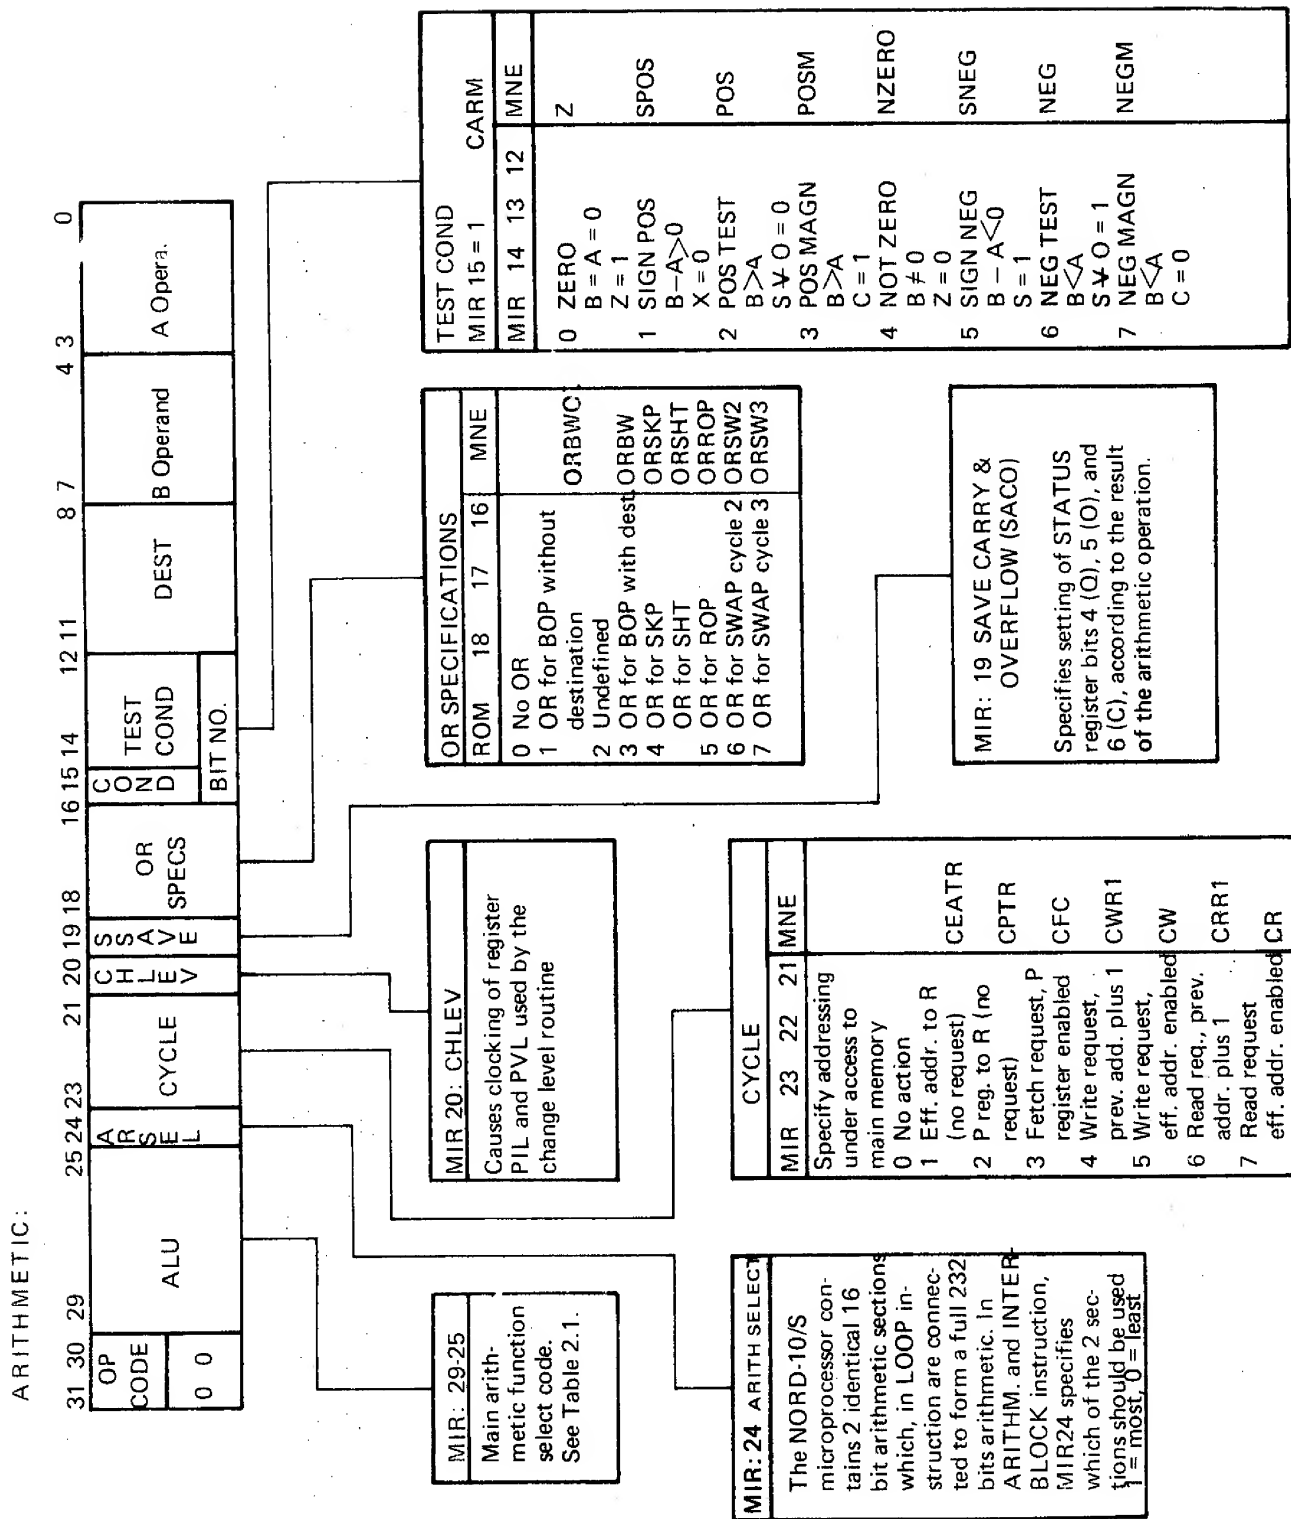 ARITHMETIC:
31 30 29 25 24 23 21 20 19 18 16 15 14 12 11 8 7 4 3 0
OP
CODE
0 0
ALU
ARSEL
CYCLE
CHLEV
SSAVE
OR
SPECS
COND
TEST
COND
BIT NO.
DEST
B Operand
A Opera.
MIR: 29-25
Main arith-
metic function
select code.
See Table 2.1.
MIR 20: CHLEV
Causes clocking of register
PIL and PVL used by the
change level routine
OR SPECIFICATIONS
ROM 18 17 16 MNE
0 No OR
1 OR for BOP without
destination ORBWC
2 Undefined
3 OR for BOP with dest. ORBW
4 OR for SKP ORSKP
OR for SHT ORSHT
5 OR for ROP ORROP
6 OR for SWAP cycle 2 ORSW2
7 OR for SWAP cycle 3 ORSW3
TEST COND
MIR 15 = 1 CARM
MIR 14 13 12 MNE
0 ZERO Z
B = A = 0
Z = 1
1 SIGN POS SPOS
B-A>0
X = 0
2 POS TEST POS
B>A
S ∀ O = 0
3 POS MAGN POSM
B>A
C = 1
4 NOT ZERO NZERO
B ≠ 0
Z = 0
5 SIGN NEG SNEG
B - A<0
S = 1
6 NEG TEST NEG
B<A
S ∀ O = 1
7 NEG MAGN NEGM
B<A
C = 0
MIR: 24 ARITH SELECT
The NORD-10/S
microprocessor con-
tains 2 identical 16
bit arithmetic sections
which, in LOOP in-
struction are connec-
ted to form a full 232
bits arithmetic. In
ARITHM. and INTER-
BLOCK instruction,
MIR24 specifies
which of the 2 sec-
tions should be used
1 = most, 0 = least
CYCLE
MIR 23 22 21 MNE
Specify addressing
under access to
main memory
0 No action
1 Eff. addr. to R CEATR
(no request)
2 P reg. to R (no CPTR
request)
3 Fetch request, P CFC
register enabled
4 Write request, CWR1
prev. add. plus 1
5 Write request, CW
eff. addr. enabled
6 Read req., prev. CRR1
addr. plus 1
7 Read request CR
eff. addr. enabled
MIR: 19 SAVE CARRY &
OVERFLOW (SACO)
Specifies setting of STATUS
register bits 4 (Q), 5 (O), and
6 (C), according to the result
of the arithmetic operation.